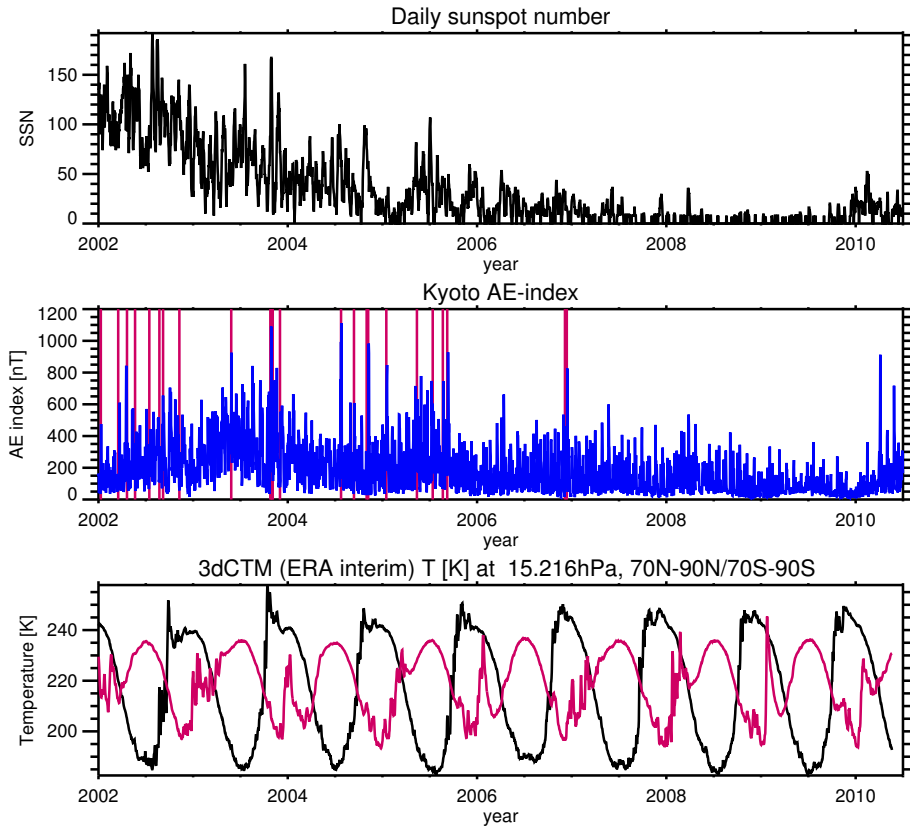 Daily sunspot number
SSN
150
100
50
0
2002 2004 2006 2008 2010
year
Kyoto AE-index
AE index [nT]
1200
1000
800
600
400
200
0
2002 2004 2006 2008 2010
year
3dCTM (ERA interim) T [K] at 15.216hPa, 70N-90N/70S-90S
Temperature [K]
240
220
200
2002 2004 2006 2008 2010
year